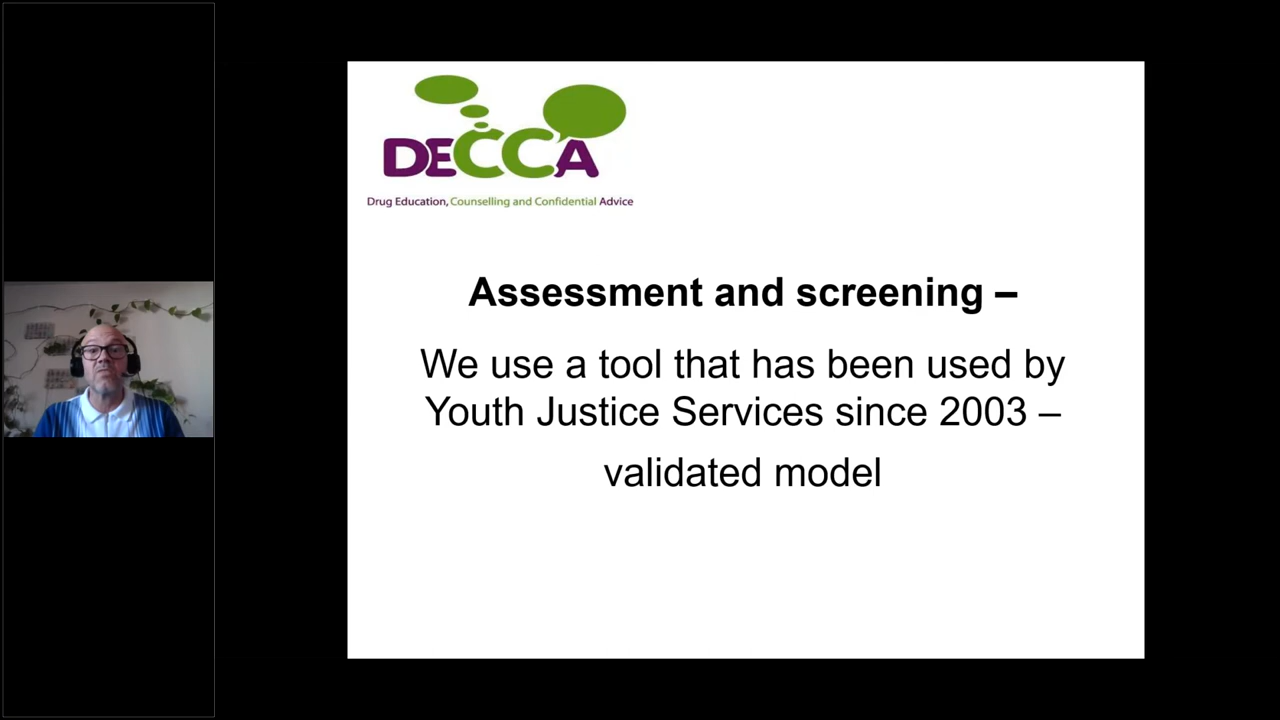 DECCA
Drug Education, Counselling and Confidential Advice
Assessment and screening –
We use a tool that has been used by
Youth Justice Services since 2003 –
validated model